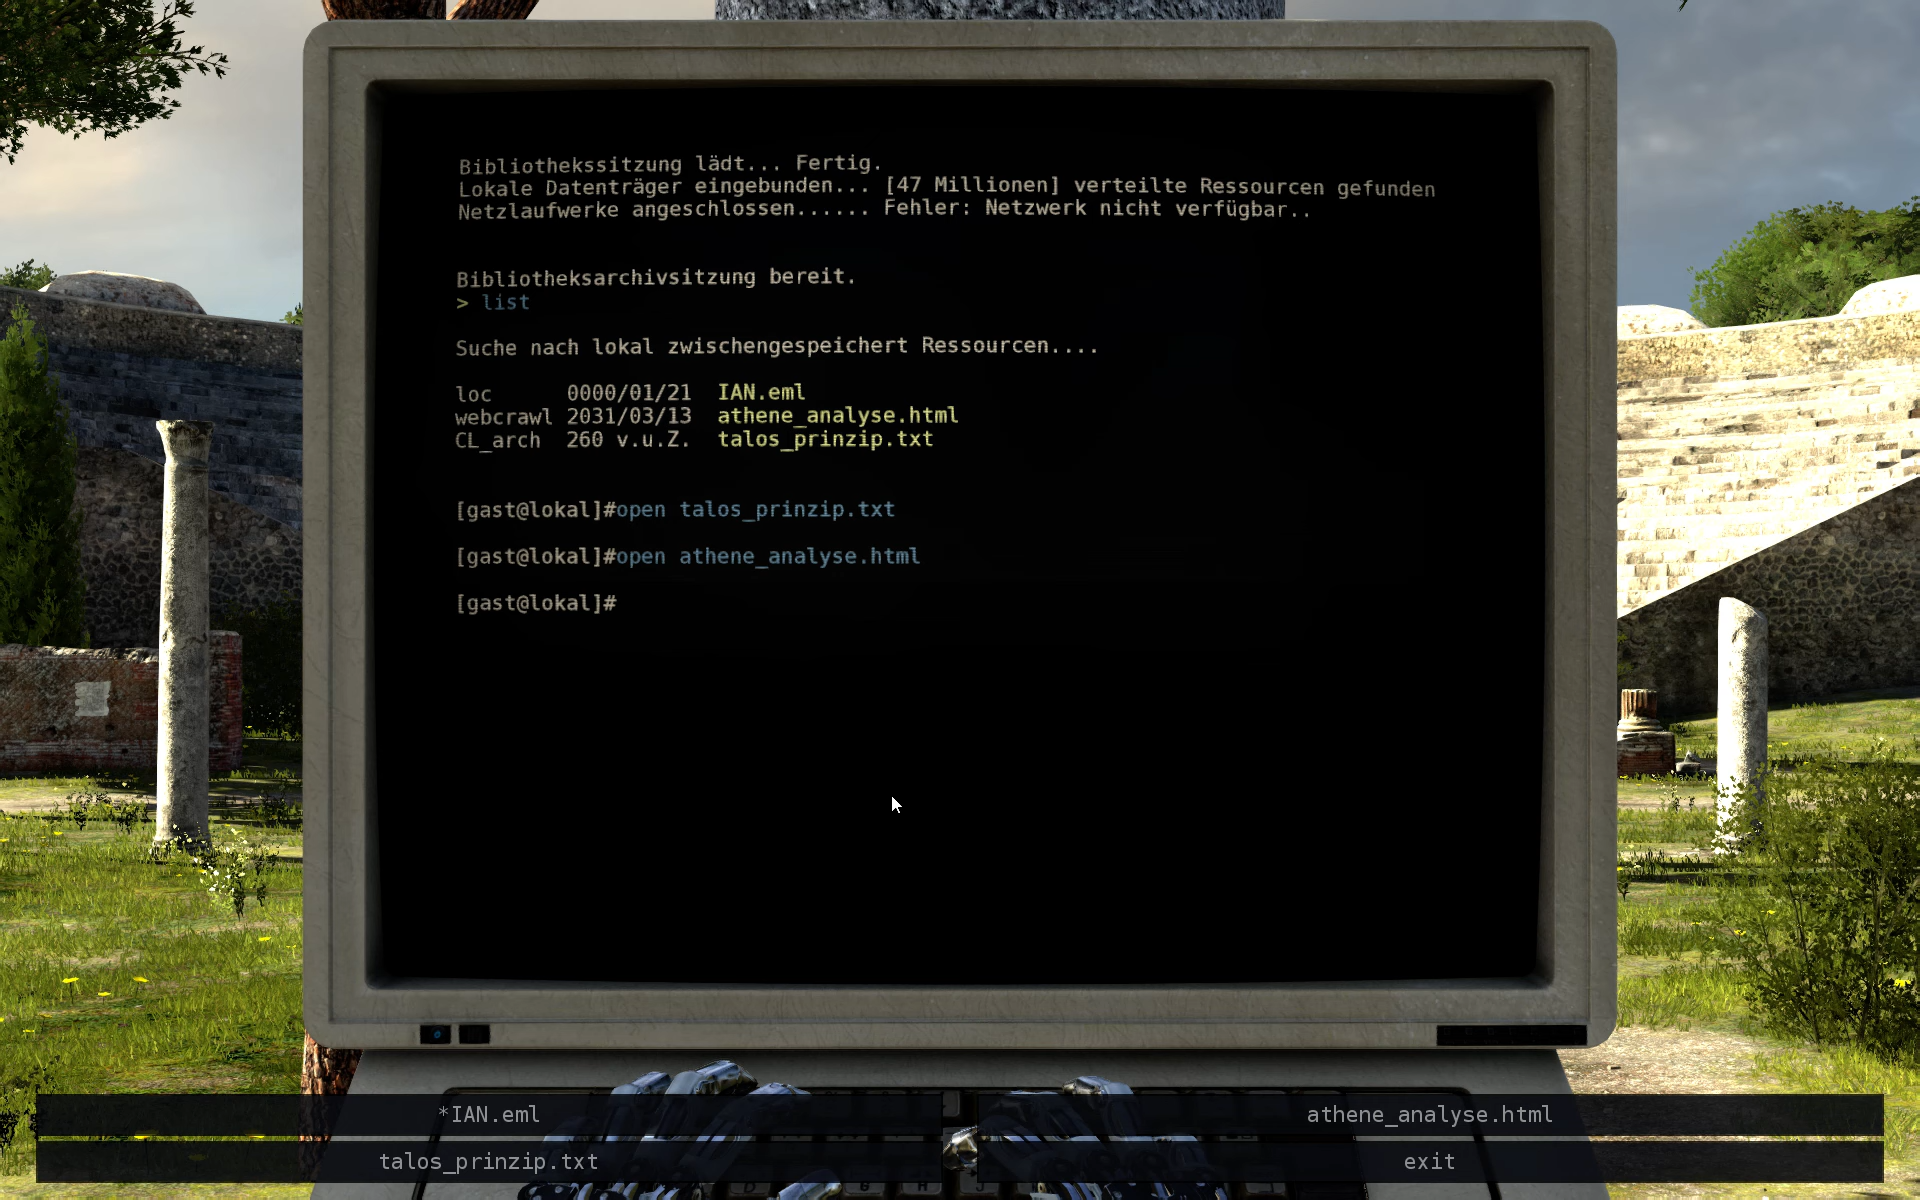 Bibliothekssitzung lädt... Fertig.
Lokale Datenträger eingebunden... [47 Millionen] verteilte Ressourcen gefunden
Netzlaufwerke angeschlossen...... Fehler: Netzwerk nicht verfügbar..
Bibliotheksarchivsitzung bereit.
> list
Suche nach lokal zwischengespeichert Ressourcen....
loc 0000/01/21 IAN.eml
webcrawl 2031/03/13 athene_analyse.html
CL_arch 260 v.u.Z. talos_prinzip.txt
[gast@lokal]#open talos_prinzip.txt
[gast@lokal]#open athene_analyse.html
[gast@lokal]#
*IAN.eml athene_analyse.html
talos_prinzip.txt exit